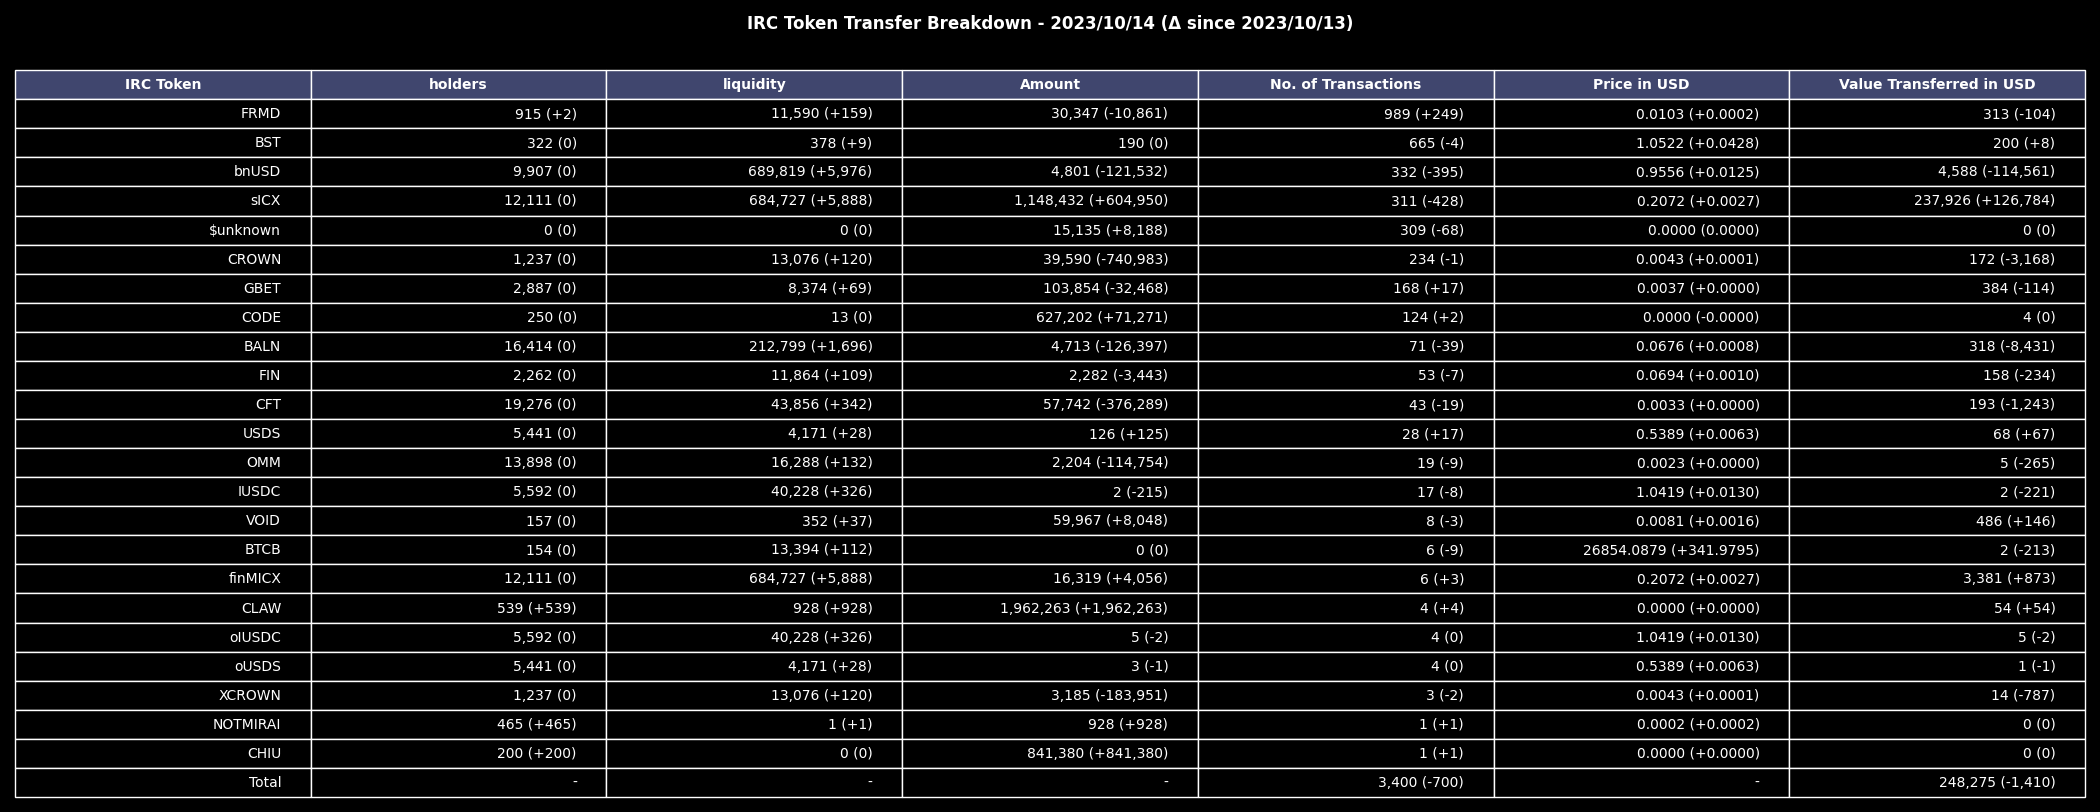 IRC Token Transfer Breakdown - 2023/10/14 (Δ since 2023/10/13)
IRC Token holders liquidity Amount No. of Transactions Price in USD Value Transferred in USD
FRMD 915 (+2) 11,590 (+159) 30,347 (-10,861) 989 (+249) 0.0103 (+0.0002) 313 (-104)
BST 322 (0) 378 (+9) 190 (0) 665 (-4) 1.0522 (+0.0428) 200 (+8)
bnUSD 9,907 (0) 689,819 (+5,976) 4,801 (-121,532) 332 (-395) 0.9556 (+0.0125) 4,588 (-114,561)
sICX 12,111 (0) 684,727 (+5,888) 1,148,432 (+604,950) 311 (-428) 0.2072 (+0.0027) 237,926 (+126,784)
$unknown 0 (0) 0 (0) 15,135 (+8,188) 309 (-68) 0.0000 (0.0000) 0 (0)
CROWN 1,237 (0) 13,076 (+120) 39,590 (-740,983) 234 (-1) 0.0043 (+0.0001) 172 (-3,168)
GBET 2,887 (0) 8,374 (+69) 103,854 (-32,468) 168 (+17) 0.0037 (+0.0000) 384 (-114)
CODE 250 (0) 13 (0) 627,202 (+71,271) 124 (+2) 0.0000 (-0.0000) 4 (0)
BALN 16,414 (0) 212,799 (+1,696) 4,713 (-126,397) 71 (-39) 0.0676 (+0.0008) 318 (-8,431)
FIN 2,262 (0) 11,864 (+109) 2,282 (-3,443) 53 (-7) 0.0694 (+0.0010) 158 (-234)
CFT 19,276 (0) 43,856 (+342) 57,742 (-376,289) 43 (-19) 0.0033 (+0.0000) 193 (-1,243)
USDS 5,441 (0) 4,171 (+28) 126 (+125) 28 (+17) 0.5389 (+0.0063) 68 (+67)
OMM 13,898 (0) 16,288 (+132) 2,204 (-114,754) 19 (-9) 0.0023 (+0.0000) 5 (-265)
IUSDC 5,592 (0) 40,228 (+326) 2 (-215) 17 (-8) 1.0419 (+0.0130) 2 (-221)
VOID 157 (0) 352 (+37) 59,967 (+8,048) 8 (-3) 0.0081 (+0.0016) 486 (+146)
BTCB 154 (0) 13,394 (+112) 0 (0) 6 (-9) 26854.0879 (+341.9795) 2 (-213)
finMICX 12,111 (0) 684,727 (+5,888) 16,319 (+4,056) 6 (+3) 0.2072 (+0.0027) 3,381 (+873)
CLAW 539 (+539) 928 (+928) 1,962,263 (+1,962,263) 4 (+4) 0.0000 (+0.0000) 54 (+54)
oIUSDC 5,592 (0) 40,228 (+326) 5 (-2) 4 (0) 1.0419 (+0.0130) 5 (-2)
oUSDS 5,441 (0) 4,171 (+28) 3 (-1) 4 (0) 0.5389 (+0.0063) 1 (-1)
XCROWN 1,237 (0) 13,076 (+120) 3,185 (-183,951) 3 (-2) 0.0043 (+0.0001) 14 (-787)
NOTMIRAI 465 (+465) 1 (+1) 928 (+928) 1 (+1) 0.0002 (+0.0002) 0 (0)
CHIU 200 (+200) 0 (0) 841,380 (+841,380) 1 (+1) 0.0000 (+0.0000) 0 (0)
Total - - - 3,400 (-700) - 248,275 (-1,410)